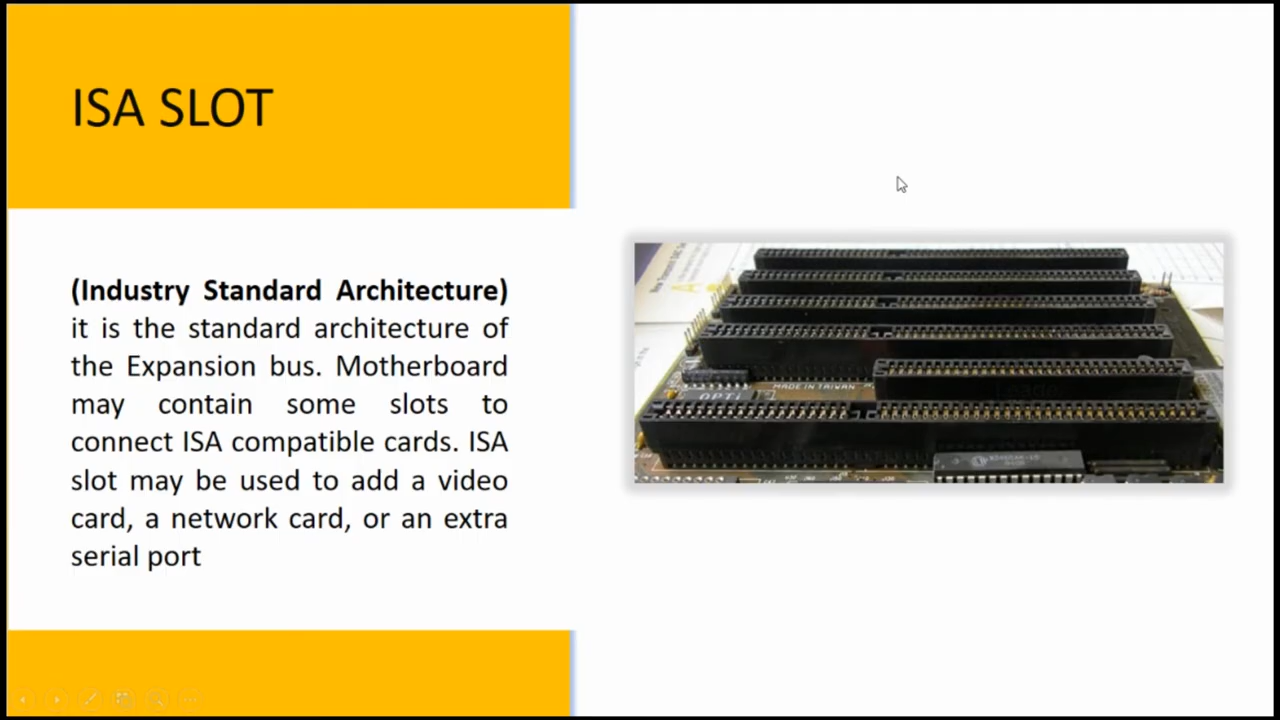 ISA SLOT
(Industry Standard Architecture)
it is the standard architecture of
the Expansion bus. Motherboard
may contain some slots to
connect ISA compatible cards. ISA
slot may be used to add a video
card, a network card, or an extra
serial port
MADE IN TAIWAN
OPTi